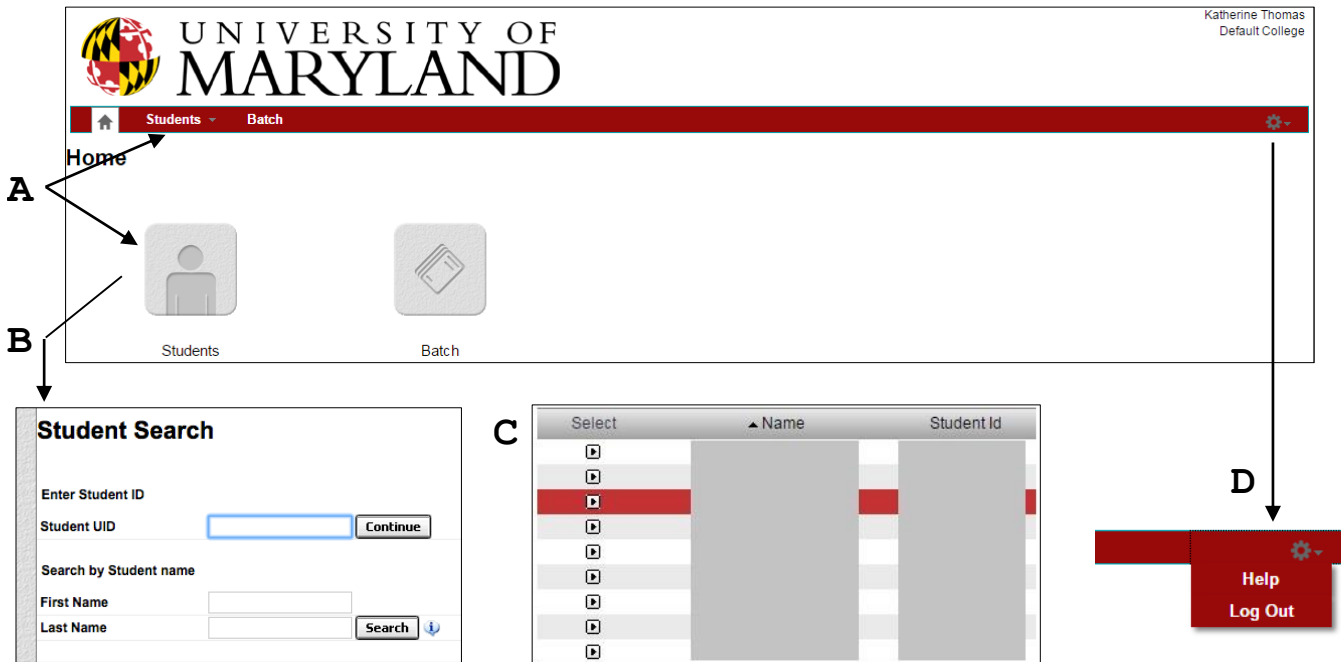 Katherine Thomas
Default College
UNIVERSITY OF
MARYLAND
Students Batch
Home
A
B
Students Batch
Student Search
Enter Student ID
Student UID Continue
Search by Student name
First Name
Last Name Search
C
Select Name Student Id
D
Help
Log Out